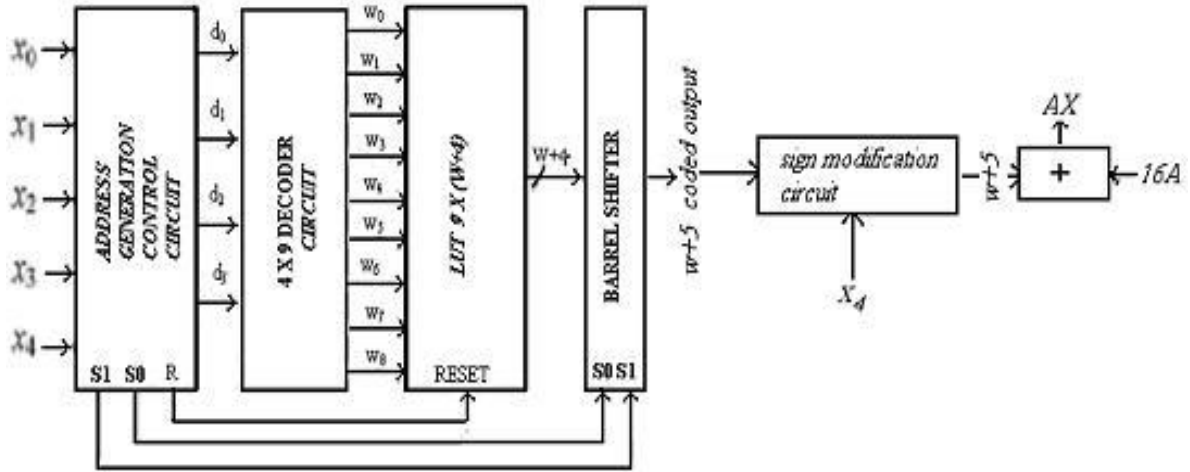 x0
x1
x2
x3
x4
ADDRESS
GENERATION
CONTROL
CIRCUIT
S1 S0 R
d0
d1
d2
d3
4 X 9 DECODER
CIRCUIT
w0
w1
w2
w3
w4
w5
w6
w7
w8
LUT 9 X (W+4)
RESET
W+4
BARREL SHIFTER
S0 S1
w+5 coded output
sign modification
circuit
X4
w+5
AX
+
16A